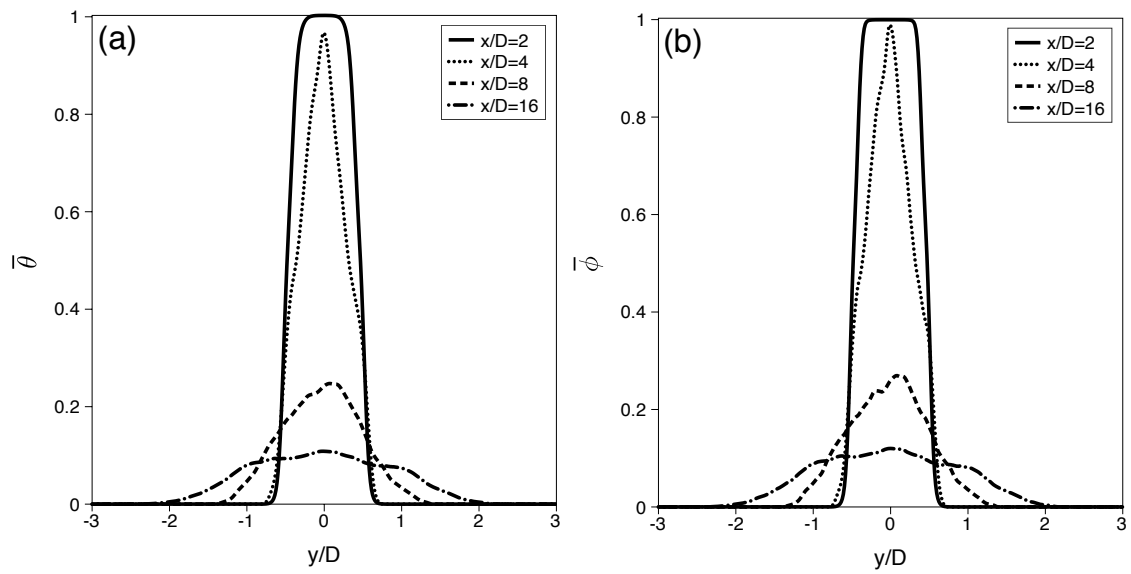 (a)
x/D=2
x/D=4
x/D=8
x/D=16
1
0.8
0.6
0.4
0.2
0
θ̅
-3 -2 -1 0 1 2 3
y/D
(b)
x/D=2
x/D=4
x/D=8
x/D=16
1
0.8
0.6
0.4
0.2
0
ϕ̅
-3 -2 -1 0 1 2 3
y/D